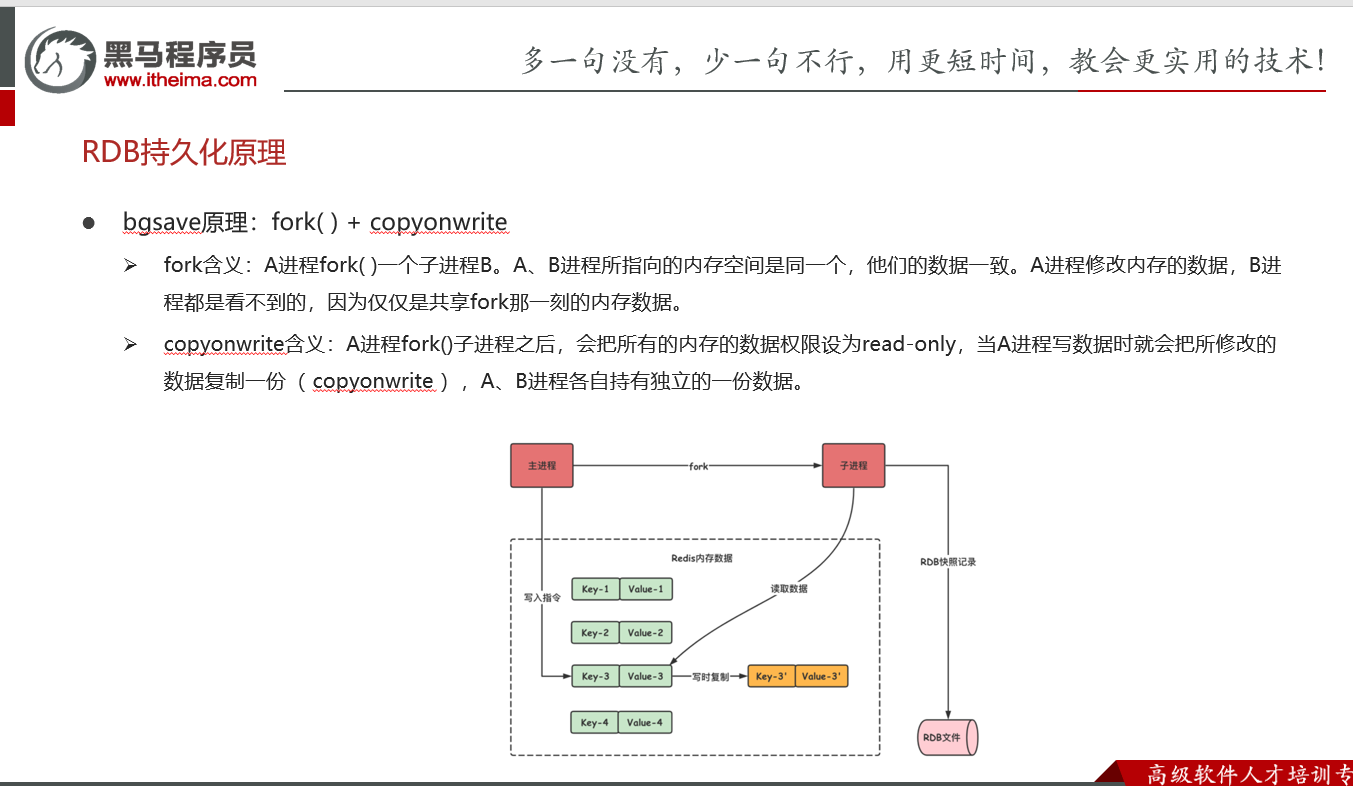 黑马程序员
www.itheima.com
多一句没有，少一句不行，用更短时间，教会更实用的技术！
RDB持久化原理
bgsave原理：fork( ) + copyonwrite
fork含义：A进程fork( )一个子进程B。A、B进程所指向的内存空间是同一个，他们的数据一致。A进程修改内存的数据，B进
程都是看不到的，因为仅仅是共享fork那一刻的内存数据。
copyonwrite含义：A进程fork()子进程之后，会把所有的内存的数据权限设为read-only，当A进程写数据时就会把所修改的
数据复制一份（ copyonwrite ），A、B进程各自持有独立的一份数据。
主进程 fork 子进程
Redis内存数据
RDB快照记录
Key-1 Value-1
读取数据
写入指令
Key-2 Value-2
Key-3 Value-3 写时复制 Key-3' Value-3'
Key-4 Value-4
RDB文件
高级软件人才培训专